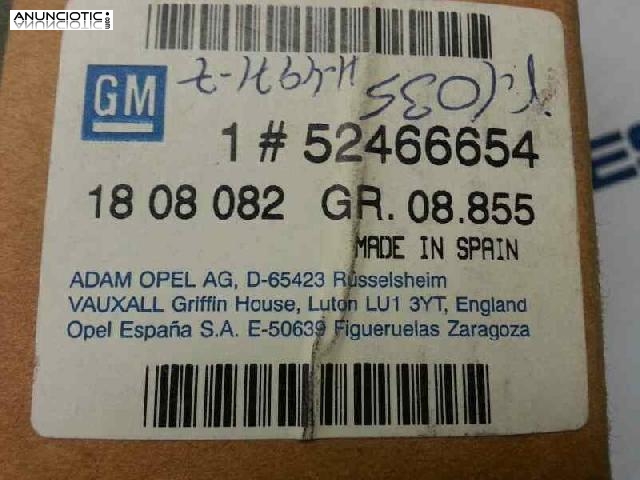 ANUNCIOTIC
.com
GM
1 # 52466654
18 08 082 GR. 08.855
MADE IN SPAIN
ADAM OPEL AG, D-65423 Rüsselsheim
VAUXALL Griffin House, Luton LU1 3YT, England
Opel España S.A. E-50639 Figueruelas Zaragoza